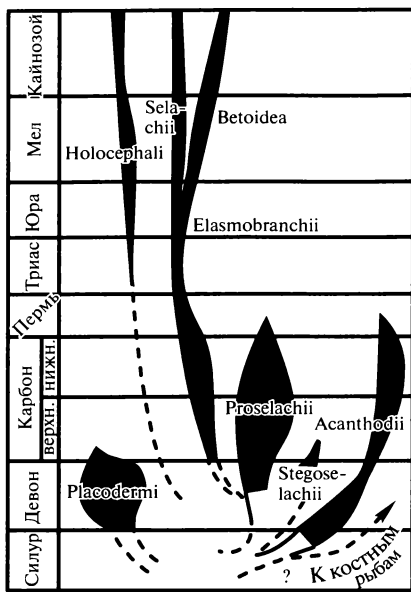 Кайнозой
Мел
Юра
Триас
Пермь
Карбон
нижн.
верхн.
Девон
Силур
Sela-
chii
Betoidea
Holocephali
Elasmobranchii
Proselachii
Acanthodii
Stegose-
lachii
Placodermi
?
К костным
рыбам